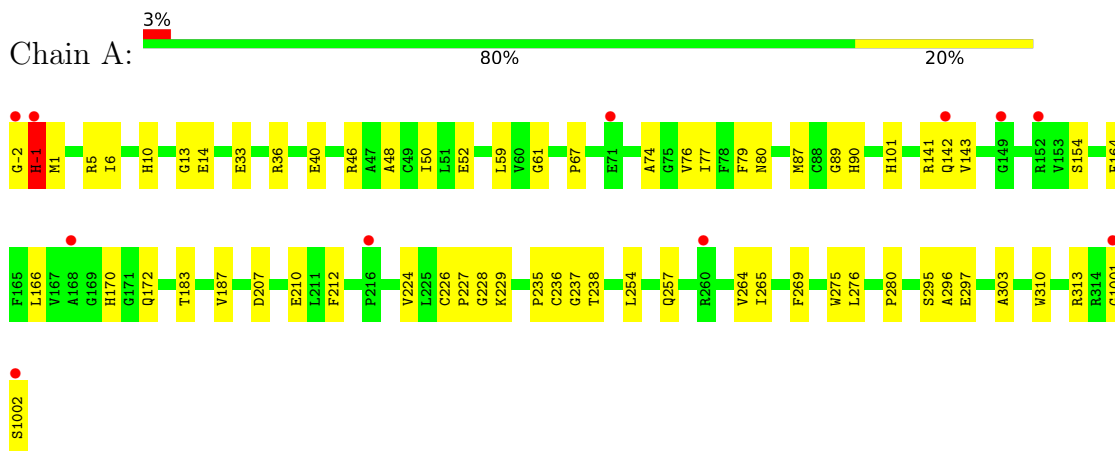 3%
Chain A:
80% 20%
G-2 H-1 M1 R5 I6 H10 G13 E14 E33 R36 E40 R46 A47 A48 C49 I50 L51 E52 L59 V60 G61 P67 E71 A74 G75 V76 I77 F78 F79 N80 M87 C88 G89 H90 H101 R141 Q142 V143 G149 R152 V153 S154
F165 L166 V167 A168 G169 H170 G171 Q172 T183 V187 D207 E210 L211 F212 P216 V224 L225 C226 P227 G228 K229 P235 C236 G237 T238 L254 Q257 R260 V264 I265 F269 W275 L276 P280 S295 A296 E297 A303 W310 R313 R314
S1002